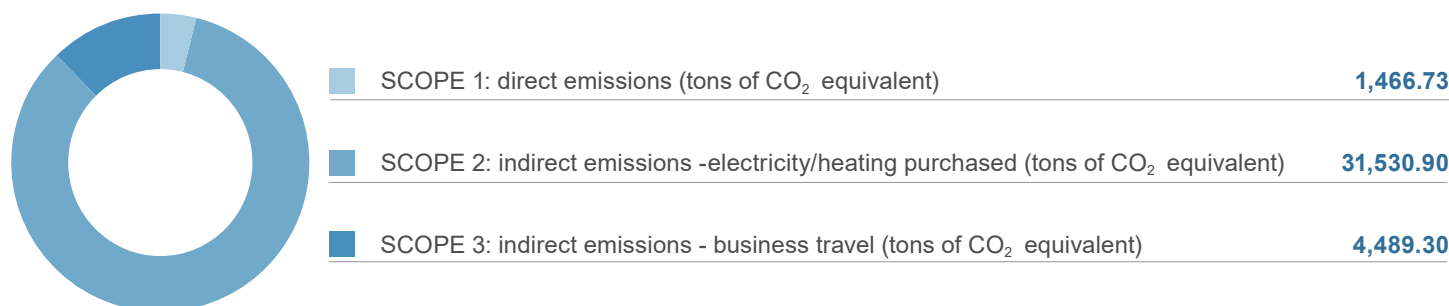 SCOPE 1: direct emissions (tons of CO₂ equivalent) 1,466.73
SCOPE 2: indirect emissions -electricity/heating purchased (tons of CO₂ equivalent) 31,530.90
SCOPE 3: indirect emissions - business travel (tons of CO₂ equivalent) 4,489.30